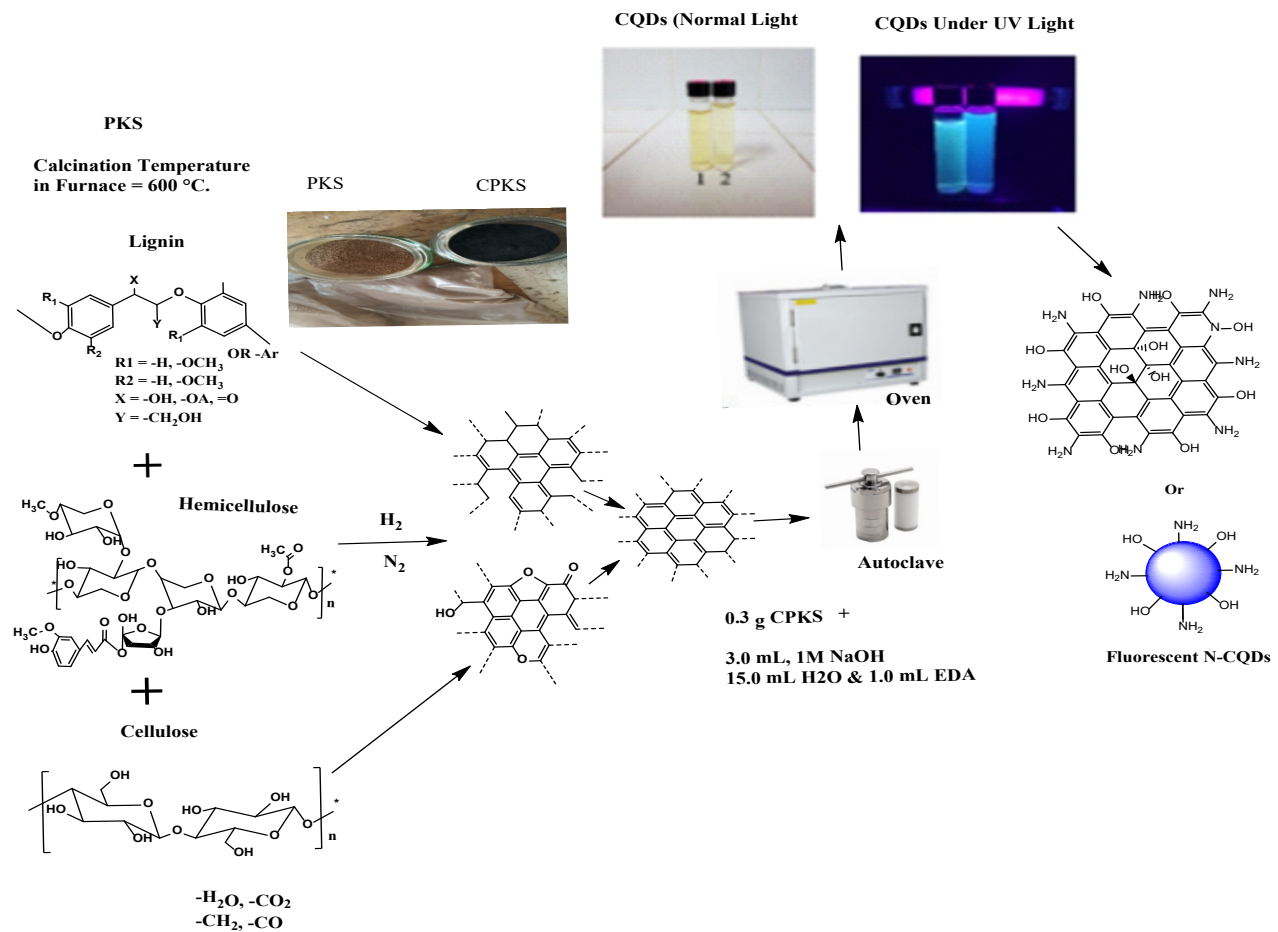 CQDs (Normal Light
CQDs Under UV Light
PKS
Calcination Temperature
in Furnace = 600 °C.
PKS
CPKS
1 2
Lignin
X
R₁
O
O
Y
R₁
R₂
OR -Ar
R1 = -H, -OCH₃
R2 = -H, -OCH₃
X = -OH, -OA, =O
Y = -CH₂OH
+
Hemicellulose
H₃C
O
O
HO
OH
O
H₃C
O
O
HO
O
O
O
HO
O
O
O
O
O
*
*
n
OH
OH
H₃C
O
HO
O
O
OH
O
OH
+
Cellulose
OH
O
HO
OH
O
HO
OH
O
O
OH
*
n
-H₂O, -CO₂
-CH₂, -CO
H₂
N₂
O
O
HO
O
Oven
Autoclave
0.3 g CPKS +
3.0 mL, 1M NaOH
15.0 mL H2O & 1.0 mL EDA
NH₂
NH₂
HO
NH₂
HO
H₂N
N
OH
HO
OH
HO
OH
OH
HO
NH₂
H₂N
OH
HO
NH₂
H₂N
OH
H₂N
OH
Or
NH₂
HO
OH
H₂N
NH₂
HO
OH
NH₂
Fluorescent N-CQDs